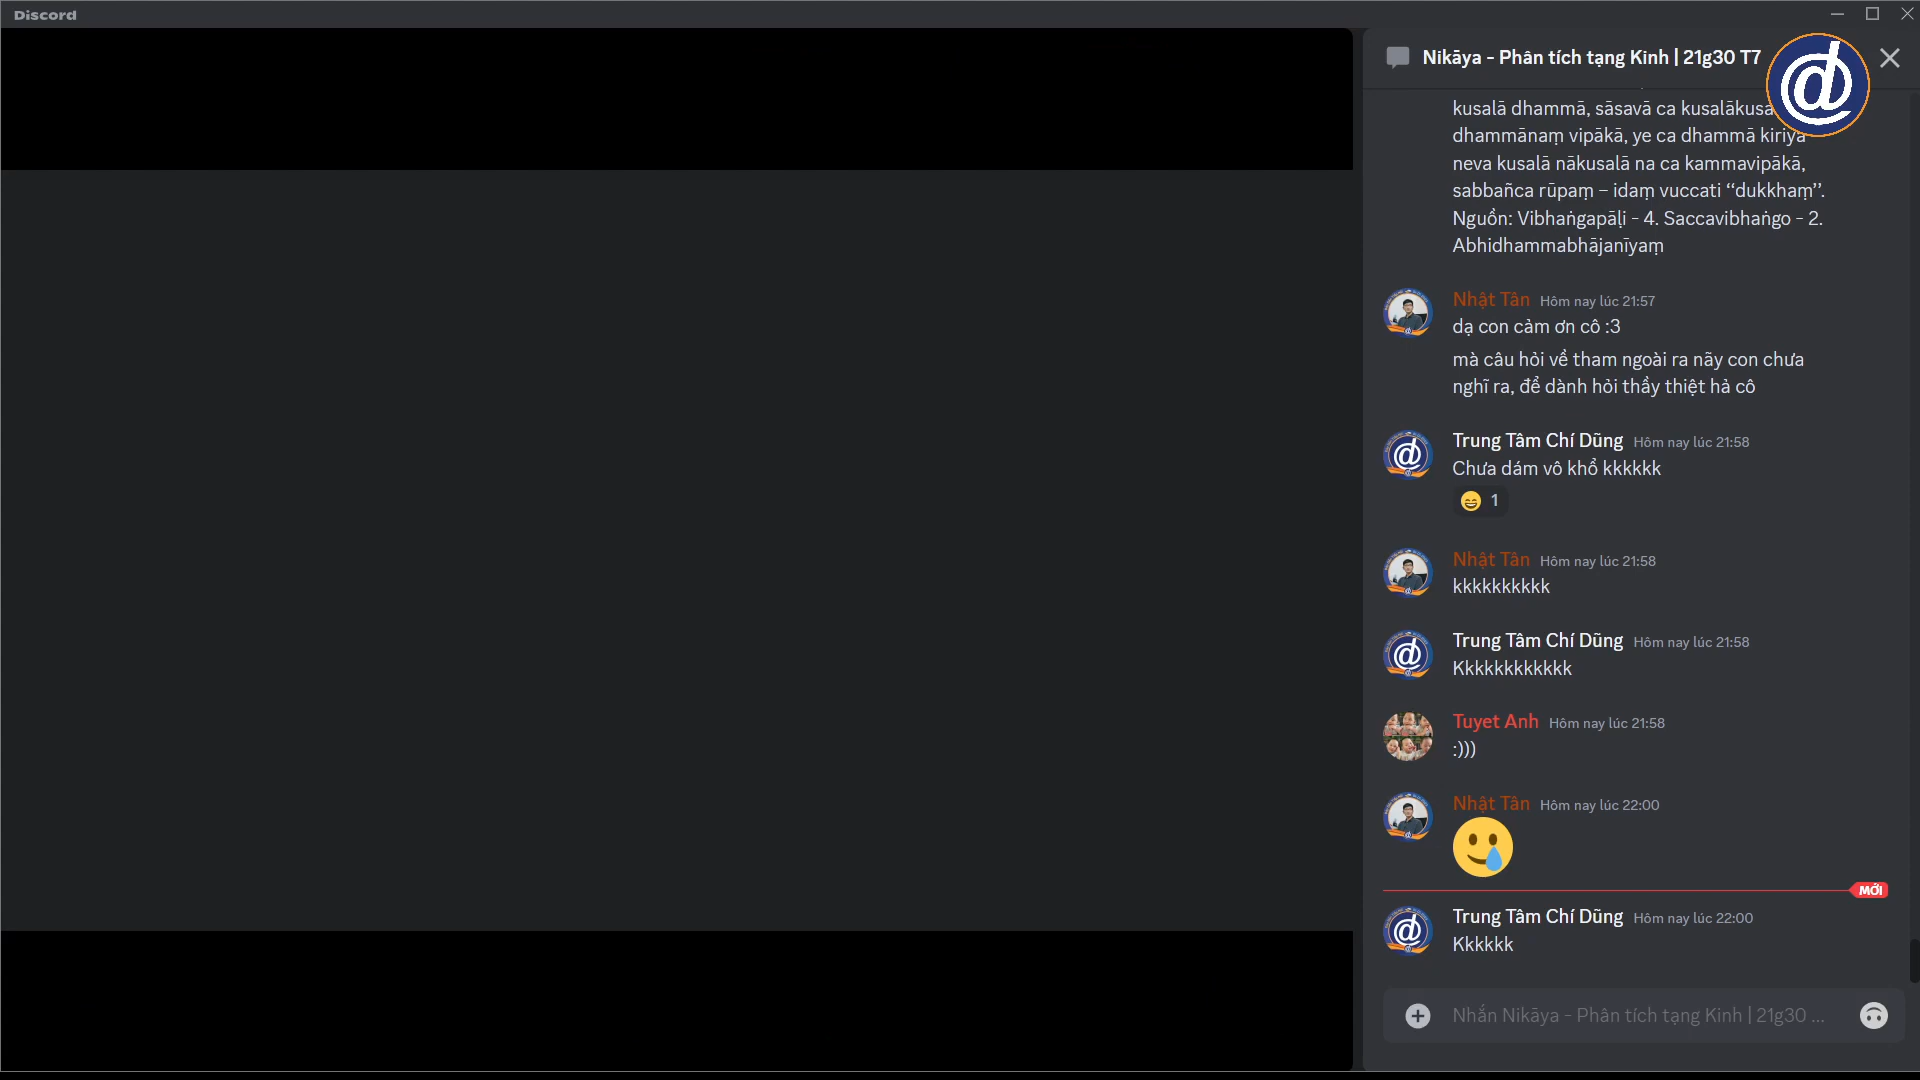 Discord
Nikāya - Phân tích tạng Kinh | 21g30 T7
kusalā dhammā, sāsavā ca
dhammānaṃ vipākā, ye ca dhammā kiriyā
neva kusalā nākusalā na ca kammavipākā,
sabbañca rūpaṃ – idaṃ vuccati “dukkhaṃ”.
Nguồn: Vibhaṅgapāḷi - 4. Saccavibhaṅgo - 2.
Abhidhammabhājanīyaṃ
Nhật Tân Hôm nay lúc 21:57
dạ con cảm ơn cô :3
mà câu hỏi về tham ngoài ra nãy con chưa
nghĩ ra, để dành hỏi thầy thiệt hả cô
Trung Tâm Chí Dũng Hôm nay lúc 21:58
Chưa dám vô khổ kkkkkk
1
Nhật Tân Hôm nay lúc 21:58
kkkkkkkkkk
Trung Tâm Chí Dũng Hôm nay lúc 21:58
Kkkkkkkkkkkk
Tuyet Anh Hôm nay lúc 21:58
:)))
Nhật Tân Hôm nay lúc 22:00
MỚI
Trung Tâm Chí Dũng Hôm nay lúc 22:00
Kkkkkk
Nhắn Nikāya - Phân tích tạng Kinh | 21g30 ...